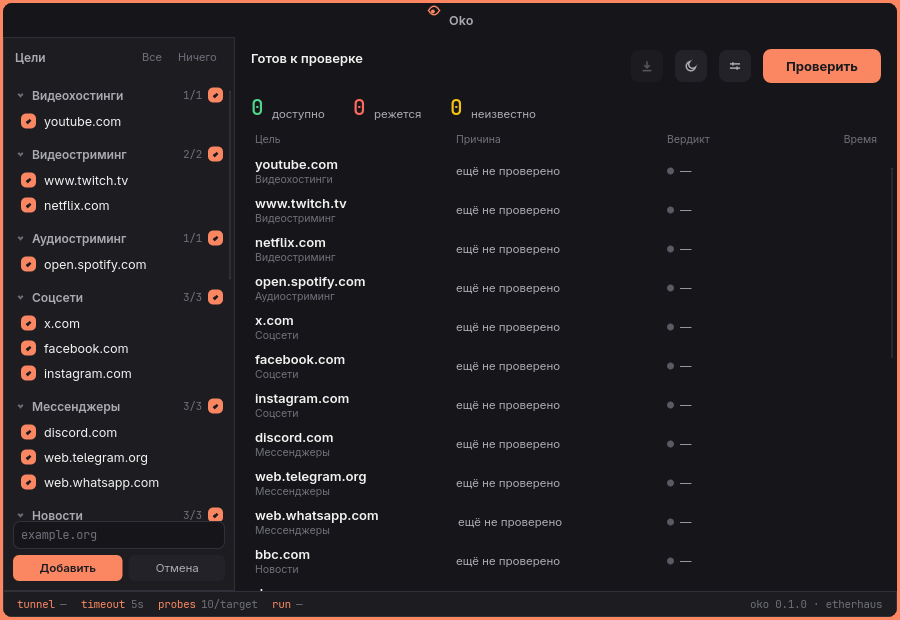 Oko
Цели Все Ничего
Видеохостинги 1/1
youtube.com
Видеостриминг 2/2
www.twitch.tv
netflix.com
Аудиостриминг 1/1
open.spotify.com
Соцсети 3/3
x.com
facebook.com
instagram.com
Мессенджеры 3/3
discord.com
web.telegram.org
web.whatsapp.com
Новости 3/3
example.org
Добавить Отмена
Готов к проверке Проверить
0 доступно 0 режется 0 неизвестно
Цель Причина Вердикт Время
youtube.com ещё не проверено —
Видеохостинги
www.twitch.tv ещё не проверено —
Видеостриминг
netflix.com ещё не проверено —
Видеостриминг
open.spotify.com ещё не проверено —
Аудиостриминг
x.com ещё не проверено —
Соцсети
facebook.com ещё не проверено —
Соцсети
instagram.com ещё не проверено —
Соцсети
discord.com ещё не проверено —
Мессенджеры
web.telegram.org ещё не проверено —
Мессенджеры
web.whatsapp.com ещё не проверено —
Мессенджеры
bbc.com ещё не проверено —
Новости
tunnel — timeout 5s probes 10/target run — oko 0.1.0 · etherhaus